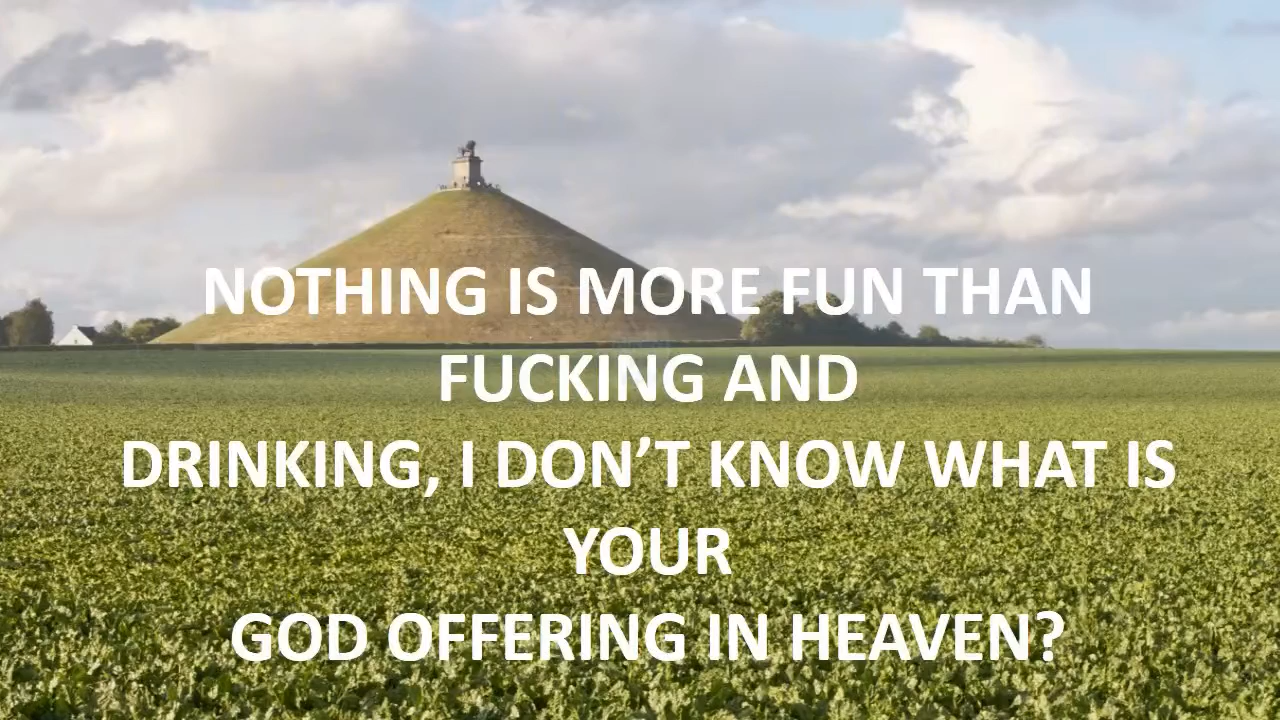 NOTHING IS MORE FUN THAN
FUCKING AND
DRINKING, I DON’T KNOW WHAT IS
YOUR
GOD OFFERING IN HEAVEN?